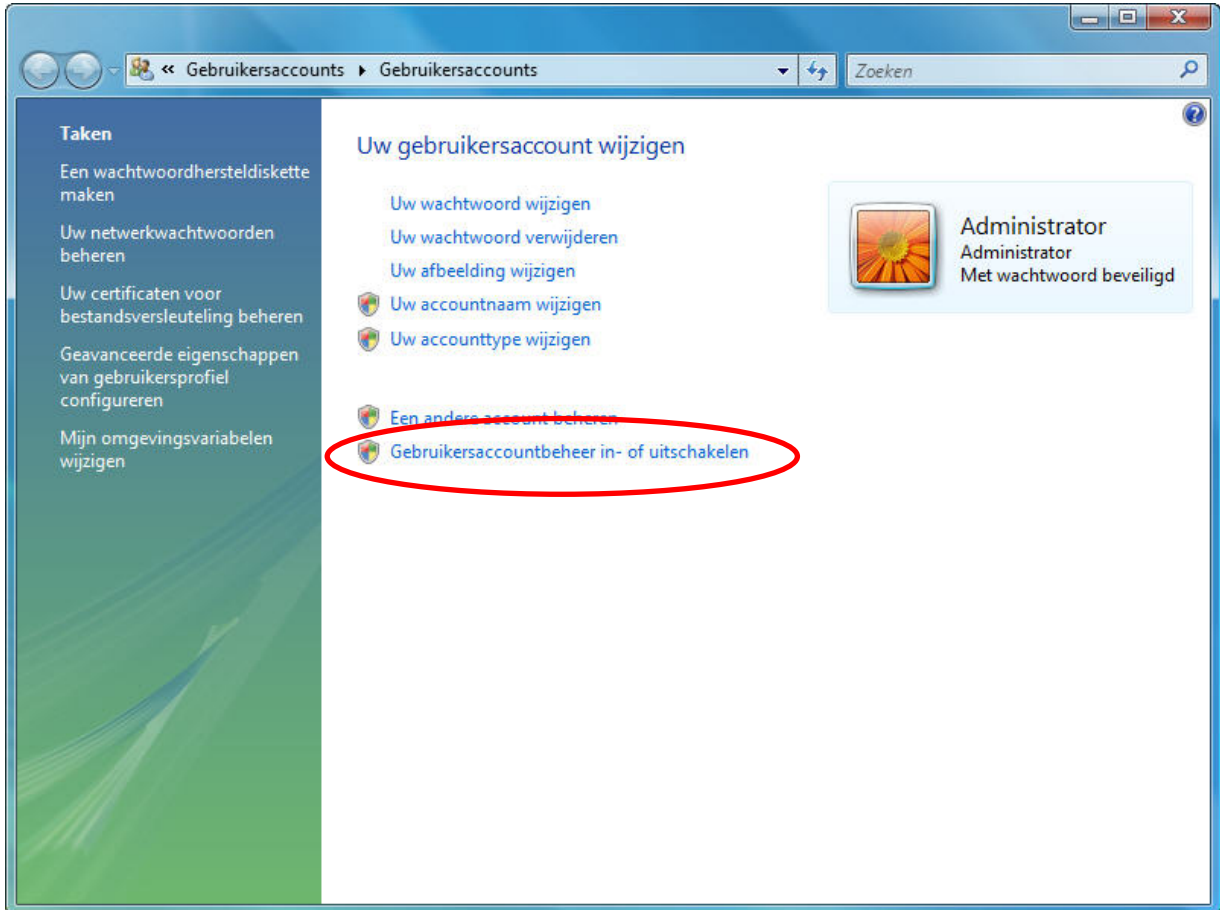 « Gebruikersaccounts ▸ Gebruikersaccounts
Zoeken
Taken
Een wachtwoordhersteldiskette
maken
Uw netwerkwachtwoorden
beheren
Uw certificaten voor
bestandsversleuteling beheren
Geavanceerde eigenschappen
van gebruikersprofiel
configureren
Mijn omgevingsvariabelen
wijzigen
Uw gebruikersaccount wijzigen
Uw wachtwoord wijzigen
Uw wachtwoord verwijderen
Uw afbeelding wijzigen
Uw accountnaam wijzigen
Uw accounttype wijzigen
Een andere account beheren
Gebruikersaccountbeheer in- of uitschakelen
Administrator
Administrator
Met wachtwoord beveiligd